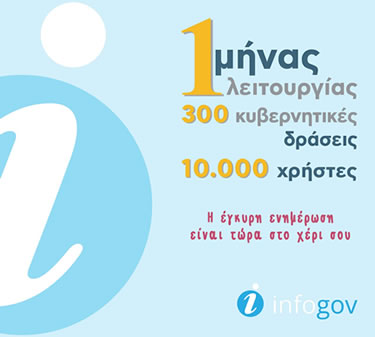 1 μήνας
λειτουργίας
300 κυβερνητικές
δράσεις
10.000 χρήστες
Η έγκυρη ενημέρωση
είναι τώρα στο χέρι σου
i infogov